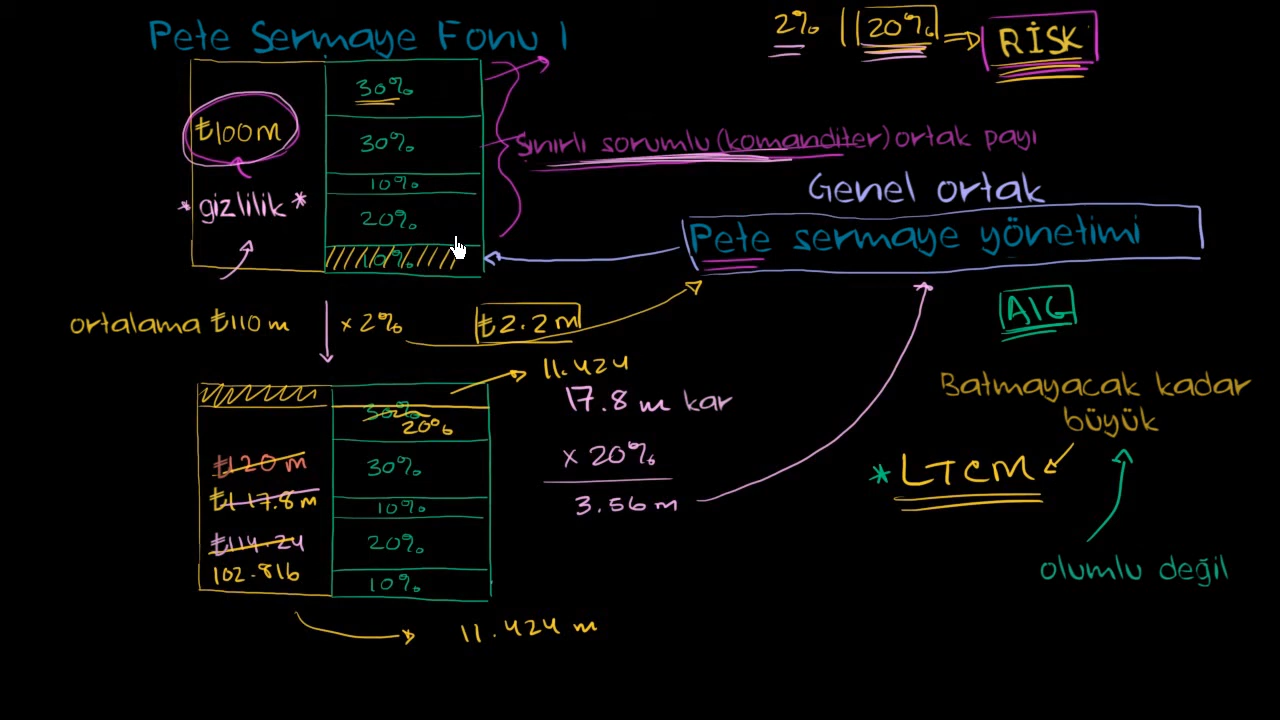 Pete Sermaye Fonu 1
2% 20% RİSK
30%
₺100m
30%
Sınırlı sorumlu (komanditer) ortak payı
10%
*gizlilik*
20%
10%
Genel ortak
Pete sermaye yönetimi
ortalama ₺110 m x 2% ₺2.2 m
AIG
11.424
30%
20%
17.8 m kar
x 20%
3.56 m
₺120 m
30%
₺117.8 m
10%
₺114.24
20%
102.816
10%
11.424 m
Batmayacak kadar
büyük
*LTCM
olumlu değil